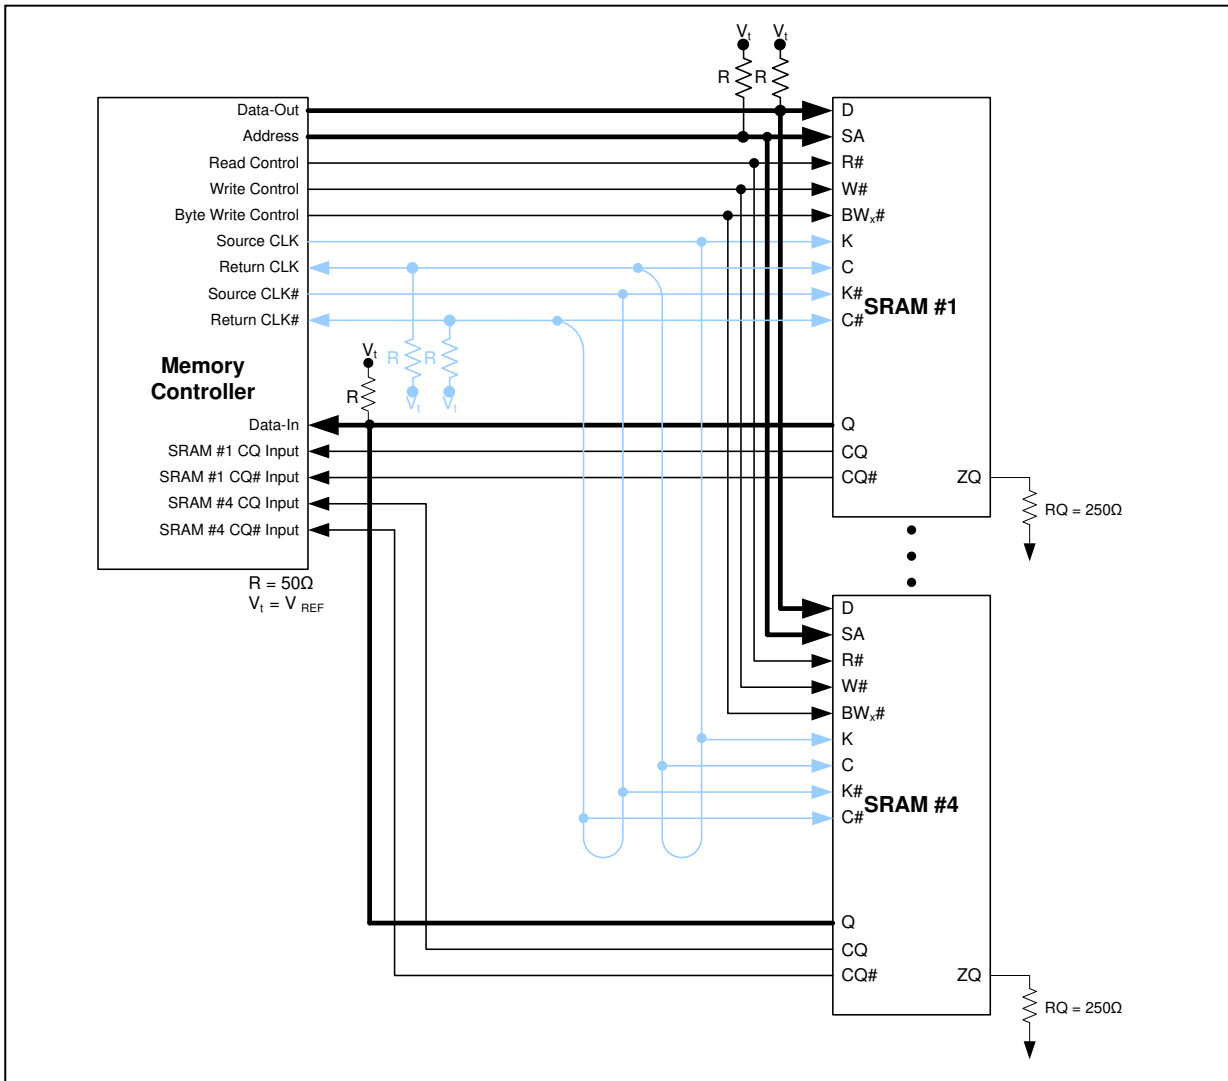 Vt Vt
R R
Data-Out
Address
Read Control
Write Control
Byte Write Control
Source CLK
Return CLK
Source CLK#
Return CLK#
Memory
Controller
Data-In
SRAM #1 CQ Input
SRAM #1 CQ# Input
SRAM #4 CQ Input
SRAM #4 CQ# Input
R = 50Ω
Vt = V REF
Vt
R
R R
Vt Vt
D
SA
R#
W#
BWx#
K
C
K#
C#
SRAM #1
Q
CQ
CQ#
ZQ
RQ = 250Ω
D
SA
R#
W#
BWx#
K
C
K#
C#
SRAM #4
Q
CQ
CQ#
ZQ
RQ = 250Ω